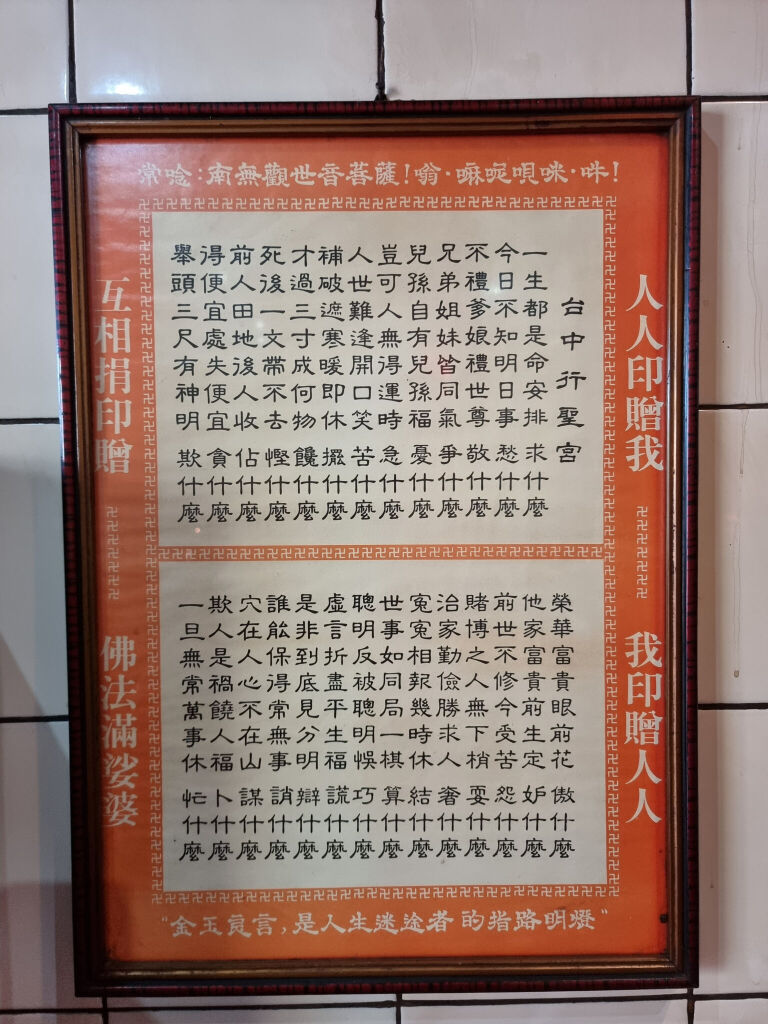 常唸:南無觀世音菩薩!翁·嘛呢唄咪·吽!
人人印贈我
我印贈人人
台中行聖宮
一生都是命安排 求什麼
今日不知明日事 愁什麼
不禮爹娘禮世尊 敬什麼
兄弟姐妹皆同氣 爭什麼
兒孫自有兒孫福 憂什麼
豈可人無得運時 急什麼
人世難逢開口笑 苦什麼
補破遮寒暖即休 擺什麼
才過三寸成何物 饞什麼
死後一文帶不去 慳什麼
前人田地後人收 佔什麼
得便宜處失便宜 貪什麼
舉頭三尺有神明 欺什麼
榮華富貴眼前花 傲什麼
他家富貴前生定 妒什麼
前世不修今受苦 怨什麼
賭博之人無下梢 耍什麼
治家勤儉勝求人 奢什麼
冤冤相報幾時休 結什麼
世事如同局一棋 算什麼
聰明反被聰明悞 巧什麼
虛言折盡平生福 謊什麼
是非到底見分明 辯什麼
誰能保得常無事 誚什麼
穴在人心不在山 謀什麼
欺人是禍饒人福 卜什麼
一旦無常萬事休 忙什麼
互相捐印贈
佛法滿娑婆
"金玉良言,是人生迷途者的指路明燈"